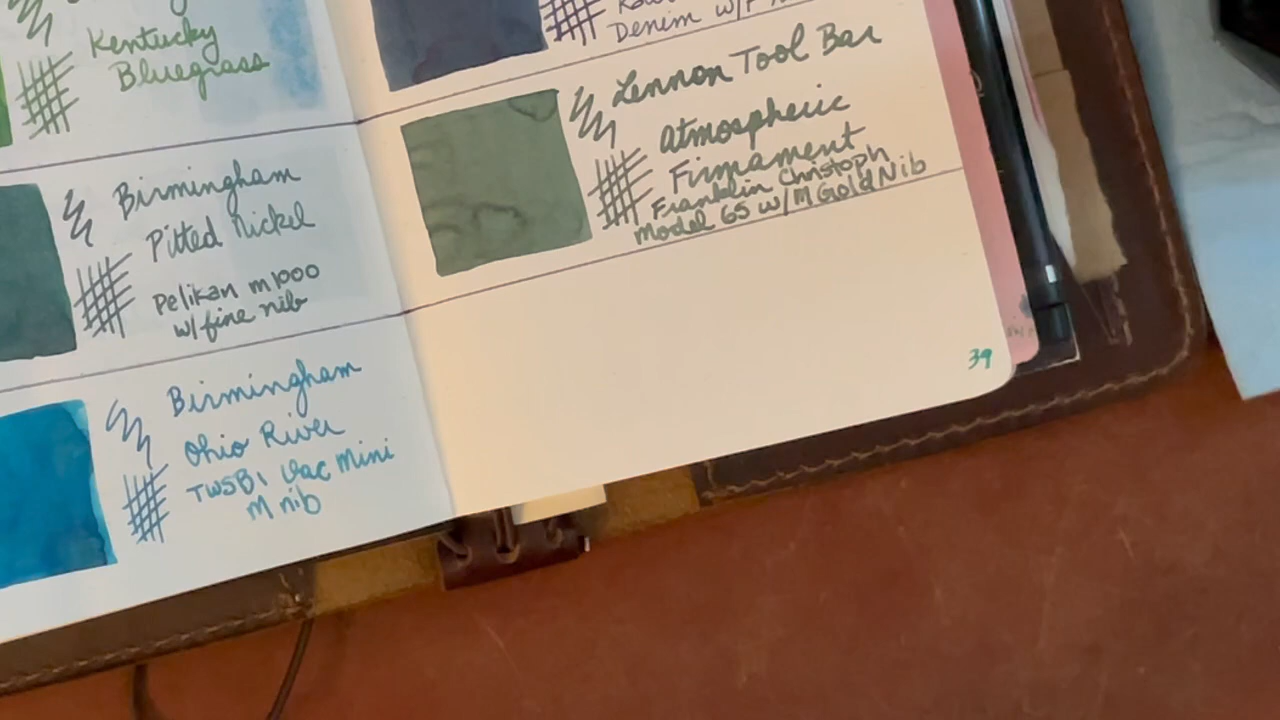 Kentucky
Bluegrass
Birmingham
Pitted Nickel
Pelikan m1000
w/fine nib
Birmingham
Ohio River
TWSBI Vac Mini
M nib
Denim w/F
Lennon Tool Bar
Atmospheric
Firmament
Franklin Christoph
Model 65 w/M Gold Nib
39